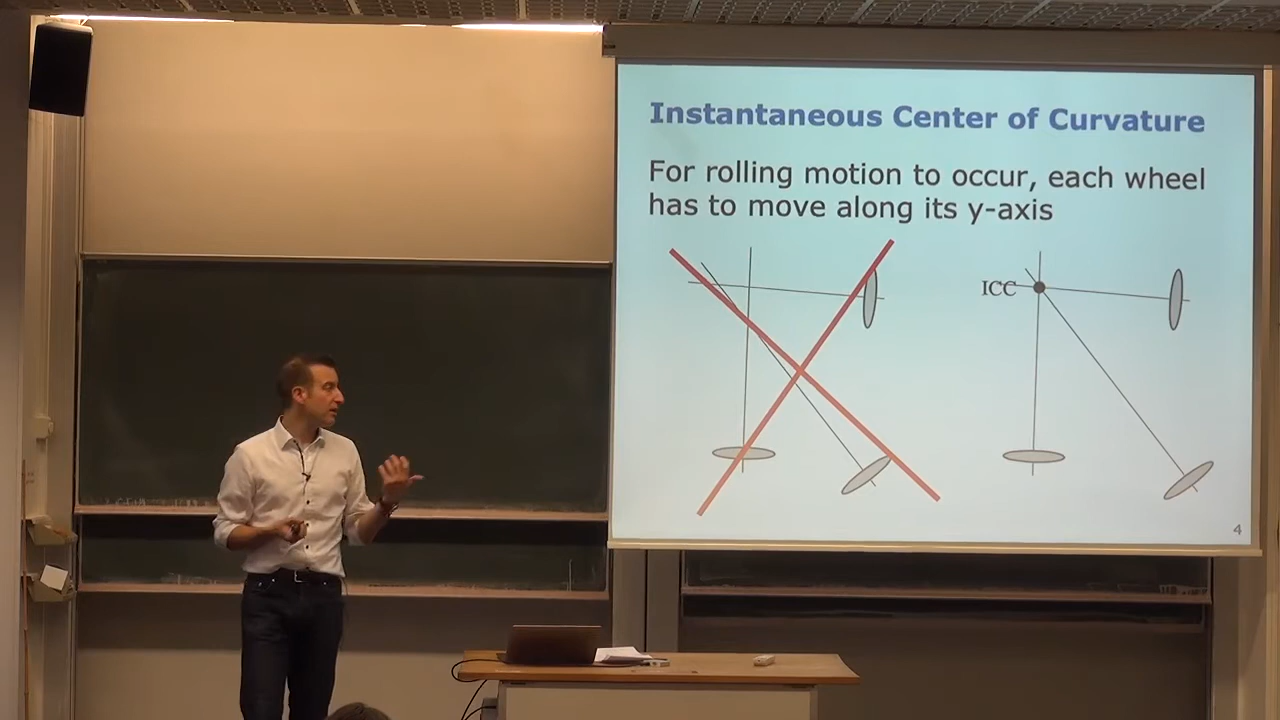 Instantaneous Center of Curvature
For rolling motion to occur, each wheel
has to move along its y-axis
ICC
4